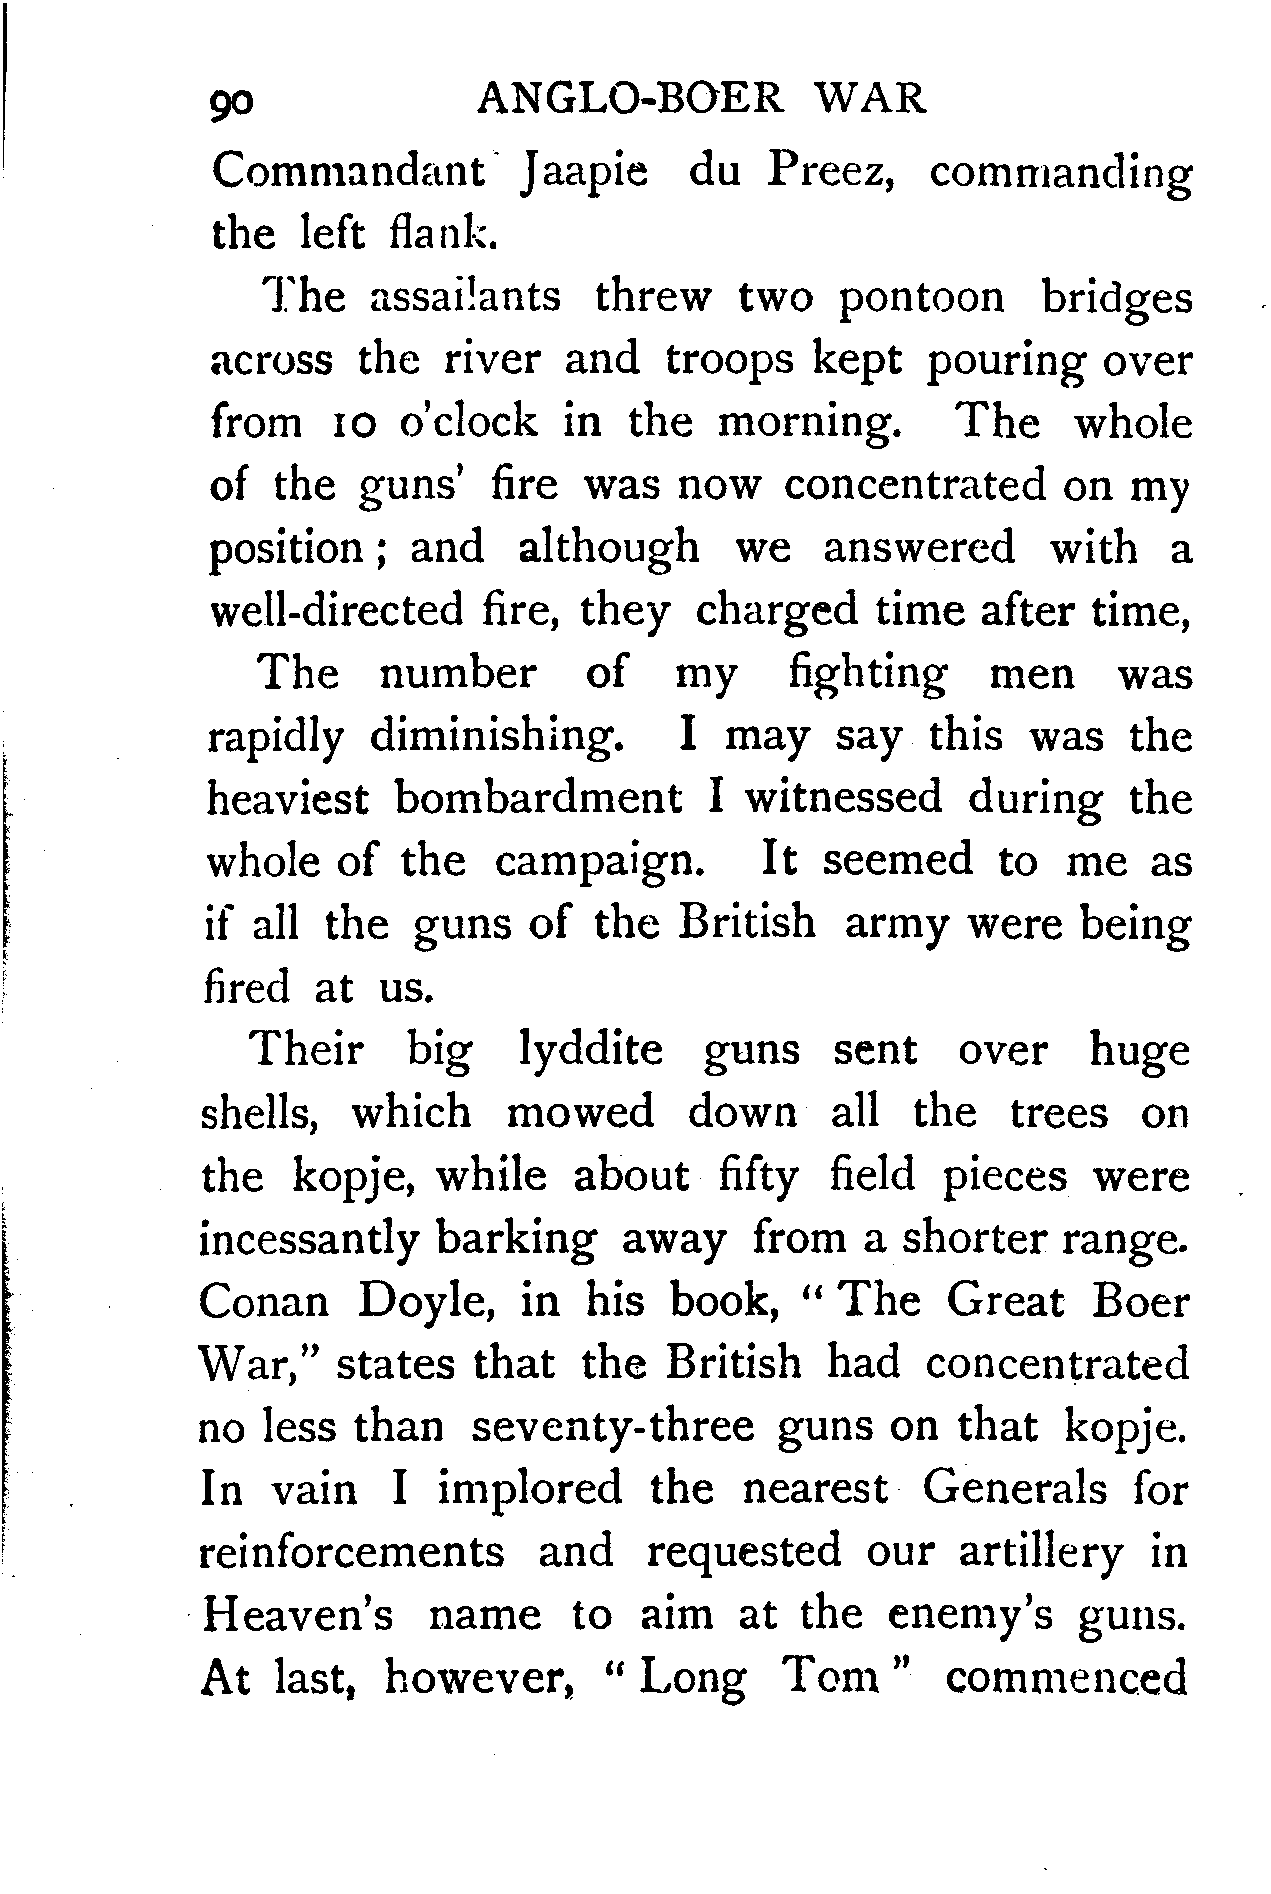 90 ANGLO-BOER WAR
Commandant Jaapie du Preez, commanding
the left flank.
The assailants threw two pontoon bridges
across the river and troops kept pouring over
from 10 o'clock in the morning. The whole
of the guns' fire was now concentrated on my
position ; and although we answered with a
well-directed fire, they charged time after time,
The number of my fighting men was
rapidly diminishing. I may say this was the
heaviest bombardment I witnessed during the
whole of the campaign. It seemed to me as
if all the guns of the British army were being
fired at us.
Their big lyddite guns sent over huge
shells, which mowed down all the trees on
the kopje, while about fifty field pieces were
incessantly barking away from a shorter range.
Conan Doyle, in his book, “ The Great Boer
War,” states that the British had concentrated
no less than seventy-three guns on that kopje.
In vain I implored the nearest Generals for
reinforcements and requested our artillery in
Heaven's name to aim at the enemy's guns.
At last, however, “ Long Tom ” commenced